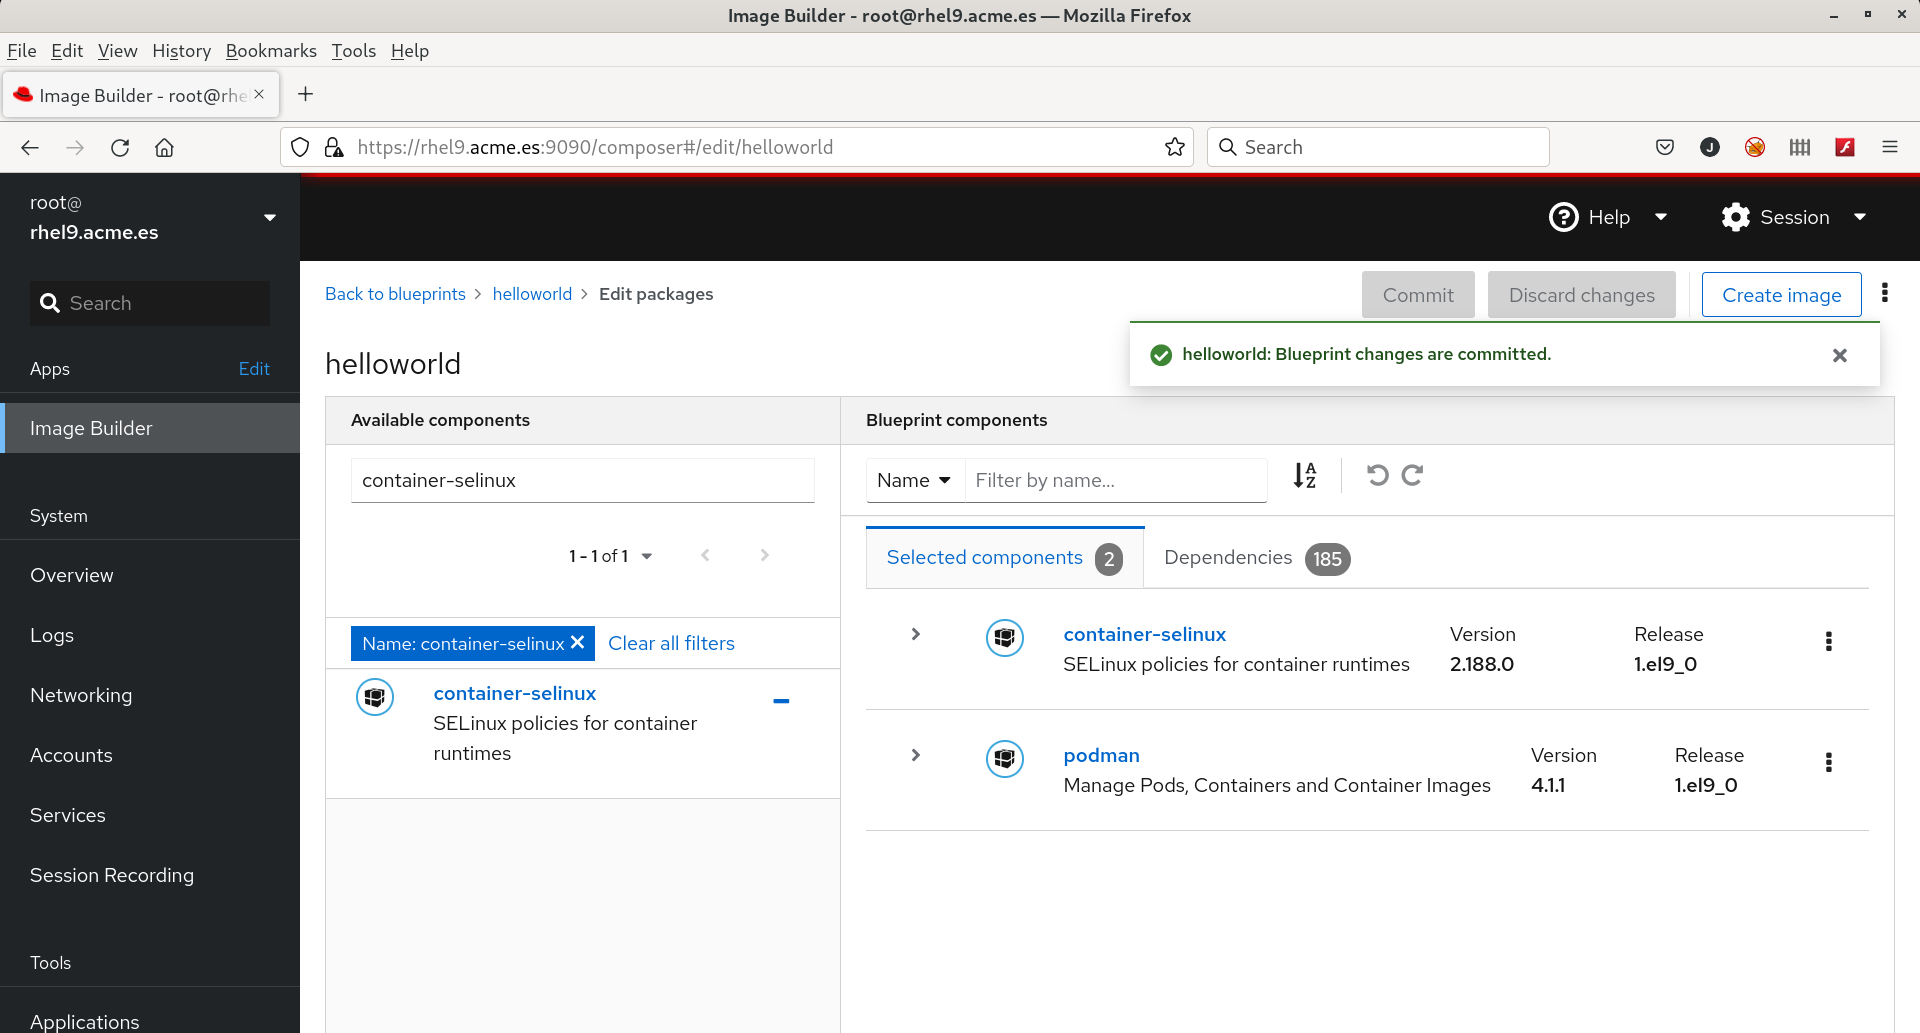 Image Builder - root@rhel9.acme.es — Mozilla Firefox
File Edit View History Bookmarks Tools Help
Image Builder - root@rhe
https://rhel9.acme.es:9090/composer#/edit/helloworld
Search
J
root@
rhel9.acme.es
Help
Session
Search
Apps
Edit
Image Builder
System
Overview
Logs
Networking
Accounts
Services
Session Recording
Tools
Applications
Back to blueprints > helloworld > Edit packages
Commit
Discard changes
Create image
helloworld: Blueprint changes are committed.
helloworld
Available components
container-selinux
1 - 1 of 1
Name: container-selinux
Clear all filters
container-selinux
SELinux policies for container
runtimes
Blueprint components
Name
Filter by name...
A
Z
Selected components 2
Dependencies 185
container-selinux
SELinux policies for container runtimes
Version
2.188.0
Release
1.el9_0
podman
Manage Pods, Containers and Container Images
Version
4.1.1
Release
1.el9_0